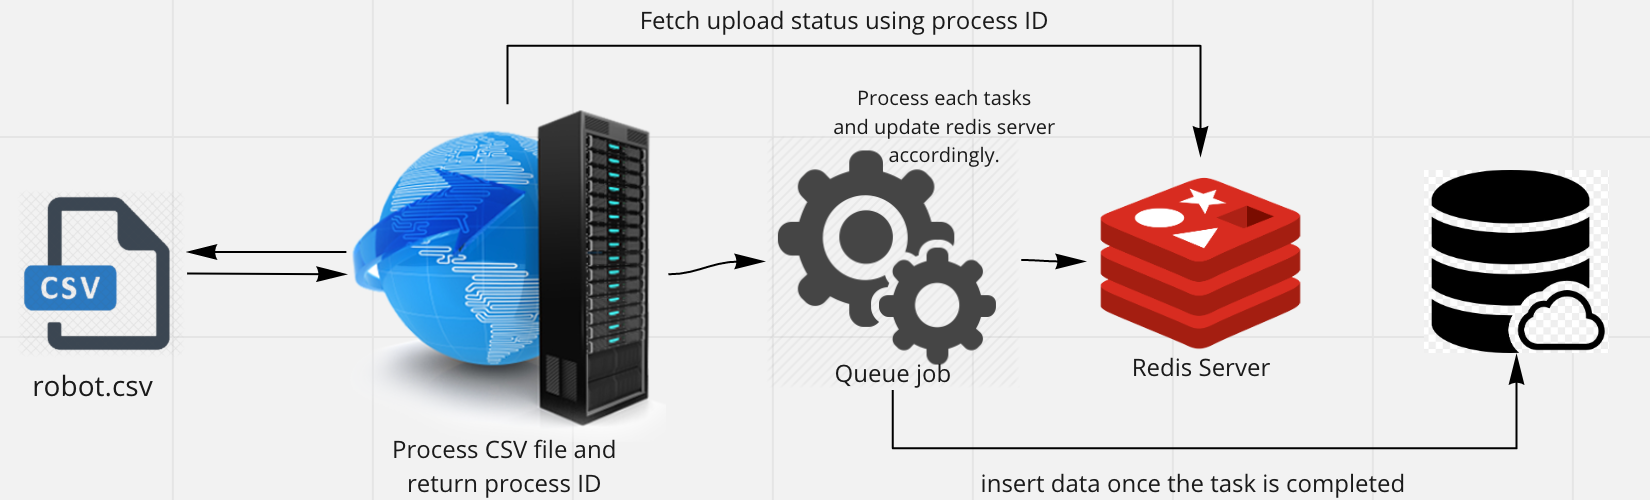 Fetch upload status using process ID
Process each tasks
and update redis server
accordingly.
CSV
robot.csv
Process CSV file and
return process ID
Queue job
Redis Server
insert data once the task is completed